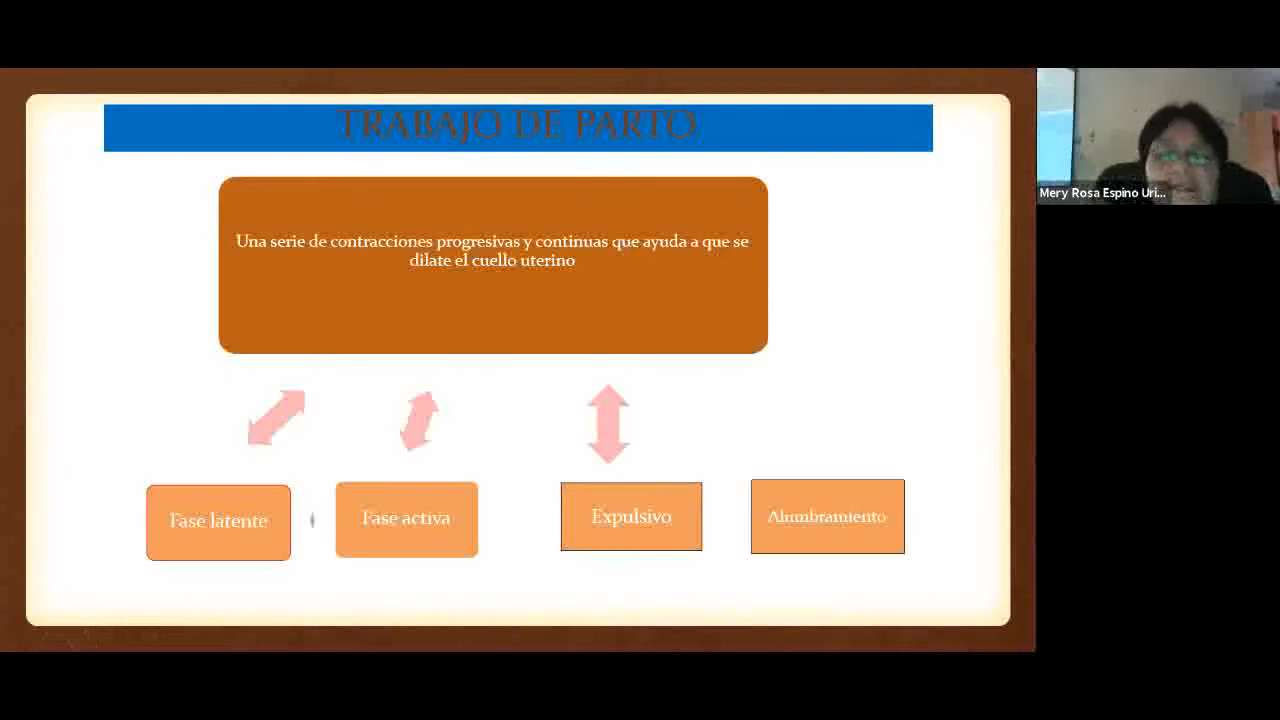 TRABAJO DE PARTO
Una serie de contracciones progresivas y continuas que ayuda a que se
dilate el cuello uterino
Fase latente
Fase activa
Expulsivo
Alumbramiento
Mery Rosa Espino Uri...